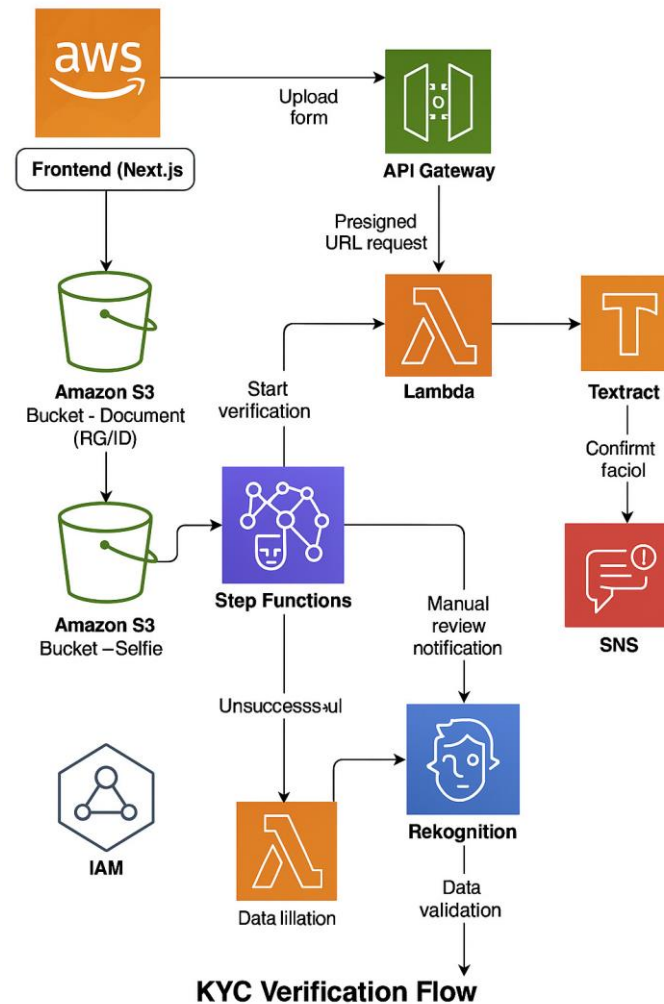 aws
Upload
form
Frontend (Next.js
API Gateway
Presigned
URL request
Amazon S3
Bucket - Document
(RG/ID)
Start
verification
Lambda
Textract
Confirmt
faciol
Step Functions
Amazon S3
Bucket –Selfie
Manual
review
notification
SNS
Unsuccesssul
IAM
Rekognition
Data lillation
Data
validation
KYC Verification Flow